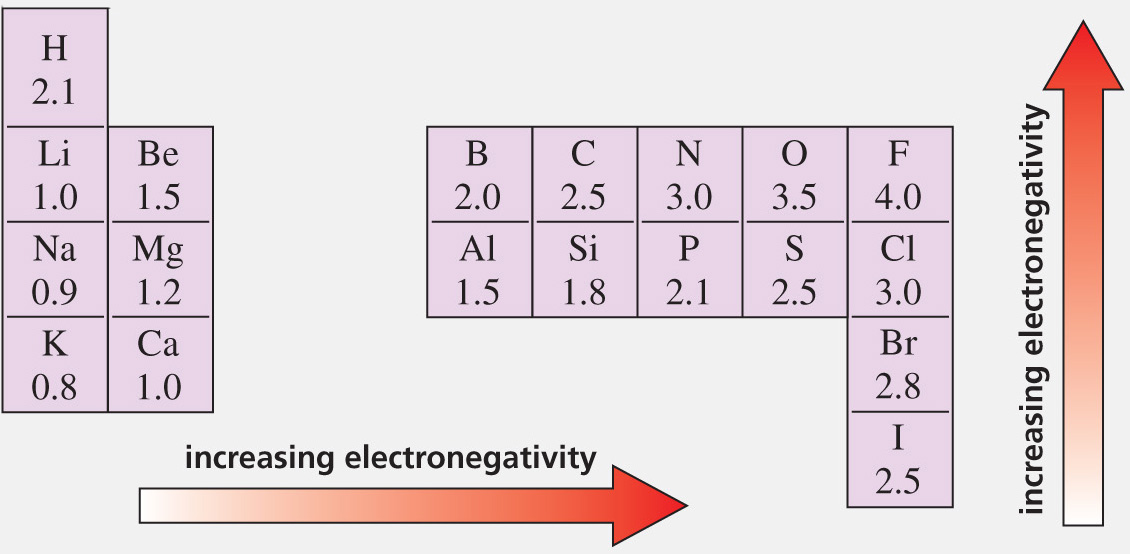 H
2.1
Li Be B C N O F
1.0 1.5 2.0 2.5 3.0 3.5 4.0
Na Mg Al Si P S Cl
0.9 1.2 1.5 1.8 2.1 2.5 3.0
K Ca Br
0.8 1.0 2.8
I
2.5
increasing electronegativity
increasing electronegativity